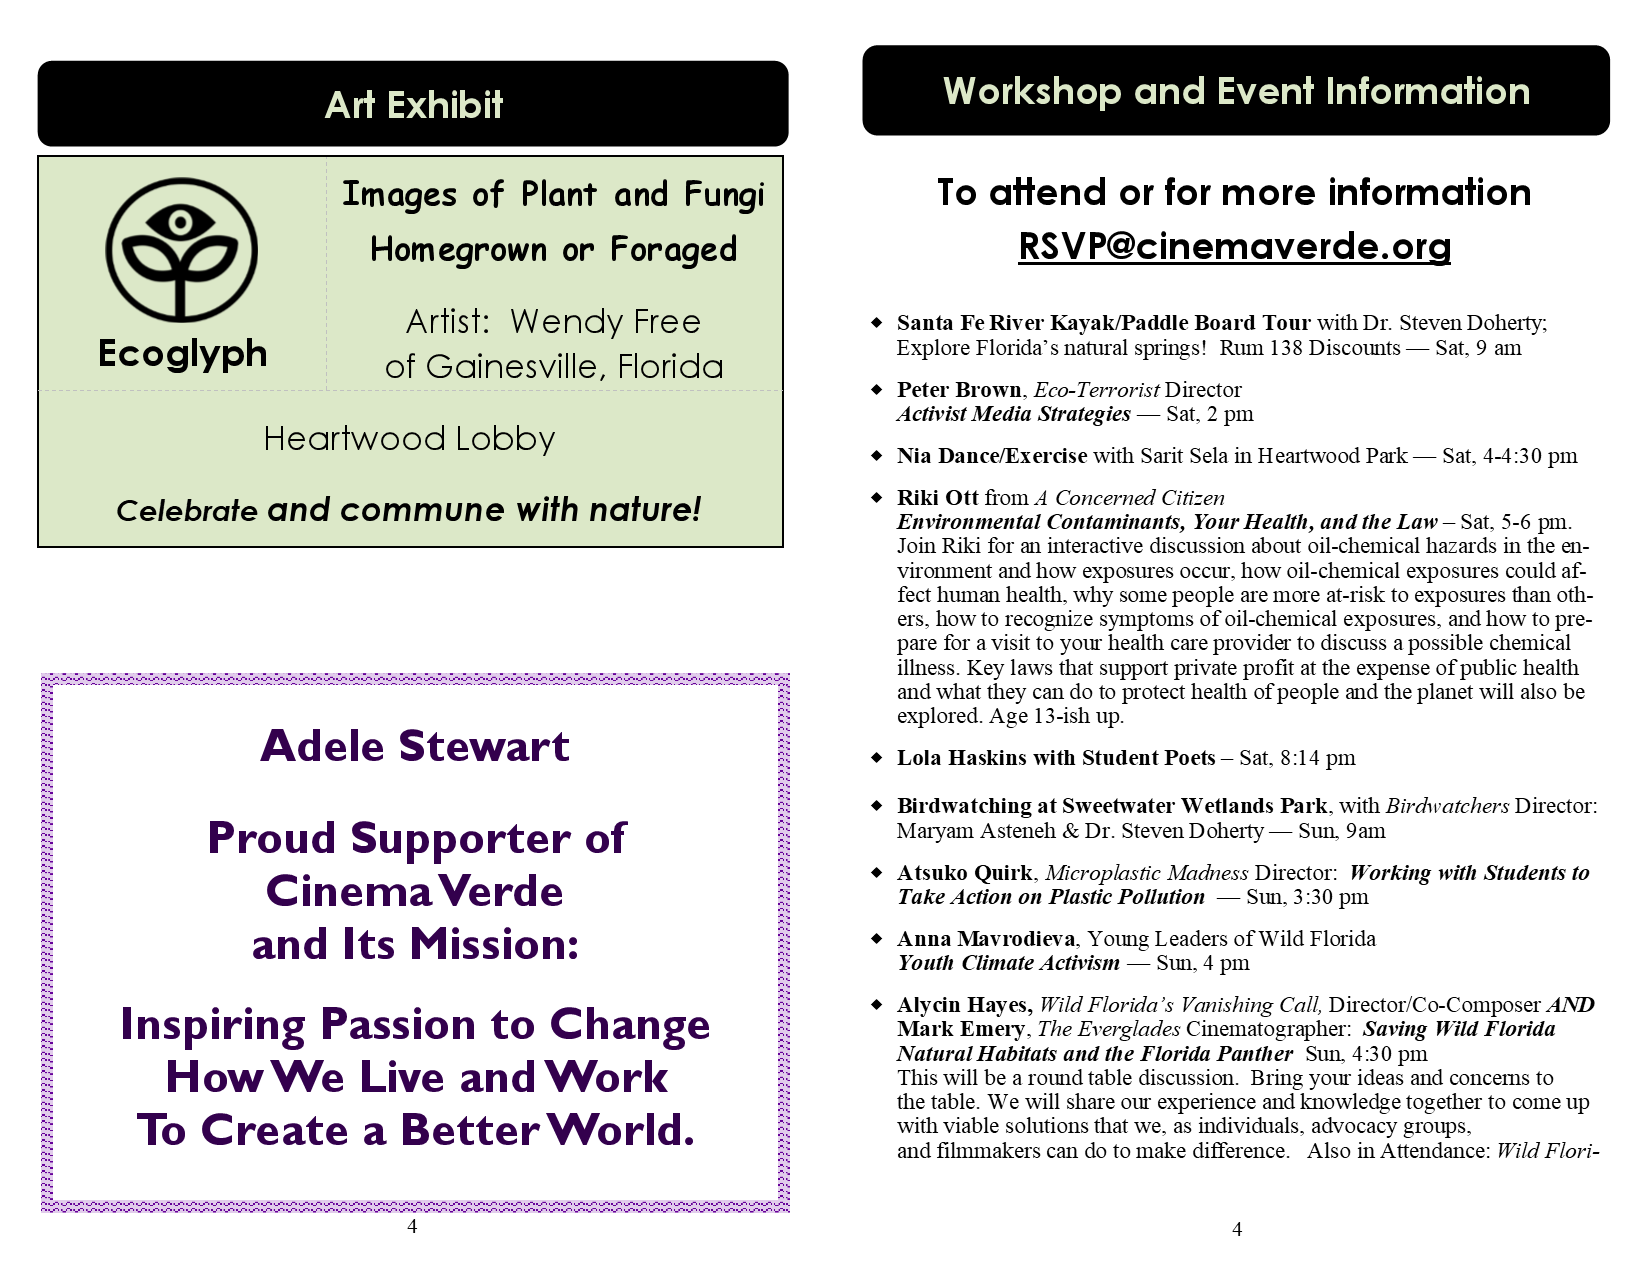 Art Exhibit
Ecoglyph
Images of Plant and Fungi
Homegrown or Foraged
Artist:  Wendy Free
of Gainesville, Florida
Heartwood Lobby
Celebrate and commune with nature!
Adele Stewart
Proud Supporter of
Cinema Verde
and Its Mission:
Inspiring Passion to Change
How We Live and Work
To Create a Better World.
4
Workshop and Event Information
To attend or for more information
RSVP@cinemaverde.org
◆ Santa Fe River Kayak/Paddle Board Tour with Dr. Steven Doherty;
Explore Florida’s natural springs!  Rum 138 Discounts — Sat, 9 am
◆ Peter Brown, Eco-Terrorist Director
Activist Media Strategies — Sat, 2 pm
◆ Nia Dance/Exercise with Sarit Sela in Heartwood Park — Sat, 4-4:30 pm
◆ Riki Ott from A Concerned Citizen
Environmental Contaminants, Your Health, and the Law – Sat, 5-6 pm.
Join Riki for an interactive discussion about oil-chemical hazards in the en-
vironment and how exposures occur, how oil-chemical exposures could af-
fect human health, why some people are more at-risk to exposures than oth-
ers, how to recognize symptoms of oil-chemical exposures, and how to pre-
pare for a visit to your health care provider to discuss a possible chemical
illness. Key laws that support private profit at the expense of public health
and what they can do to protect health of people and the planet will also be
explored. Age 13-ish up.
◆ Lola Haskins with Student Poets – Sat, 8:14 pm
◆ Birdwatching at Sweetwater Wetlands Park, with Birdwatchers Director:
Maryam Asteneh & Dr. Steven Doherty — Sun, 9am
◆ Atsuko Quirk, Microplastic Madness Director:  Working with Students to
Take Action on Plastic Pollution  — Sun, 3:30 pm
◆ Anna Mavrodieva, Young Leaders of Wild Florida
Youth Climate Activism — Sun, 4 pm
◆ Alycin Hayes, Wild Florida’s Vanishing Call, Director/Co-Composer AND
Mark Emery, The Everglades Cinematographer:  Saving Wild Florida
Natural Habitats and the Florida Panther  Sun, 4:30 pm
This will be a round table discussion.  Bring your ideas and concerns to
the table. We will share our experience and knowledge together to come up
with viable solutions that we, as individuals, advocacy groups,
and filmmakers can do to make difference.   Also in Attendance: Wild Flori-
4